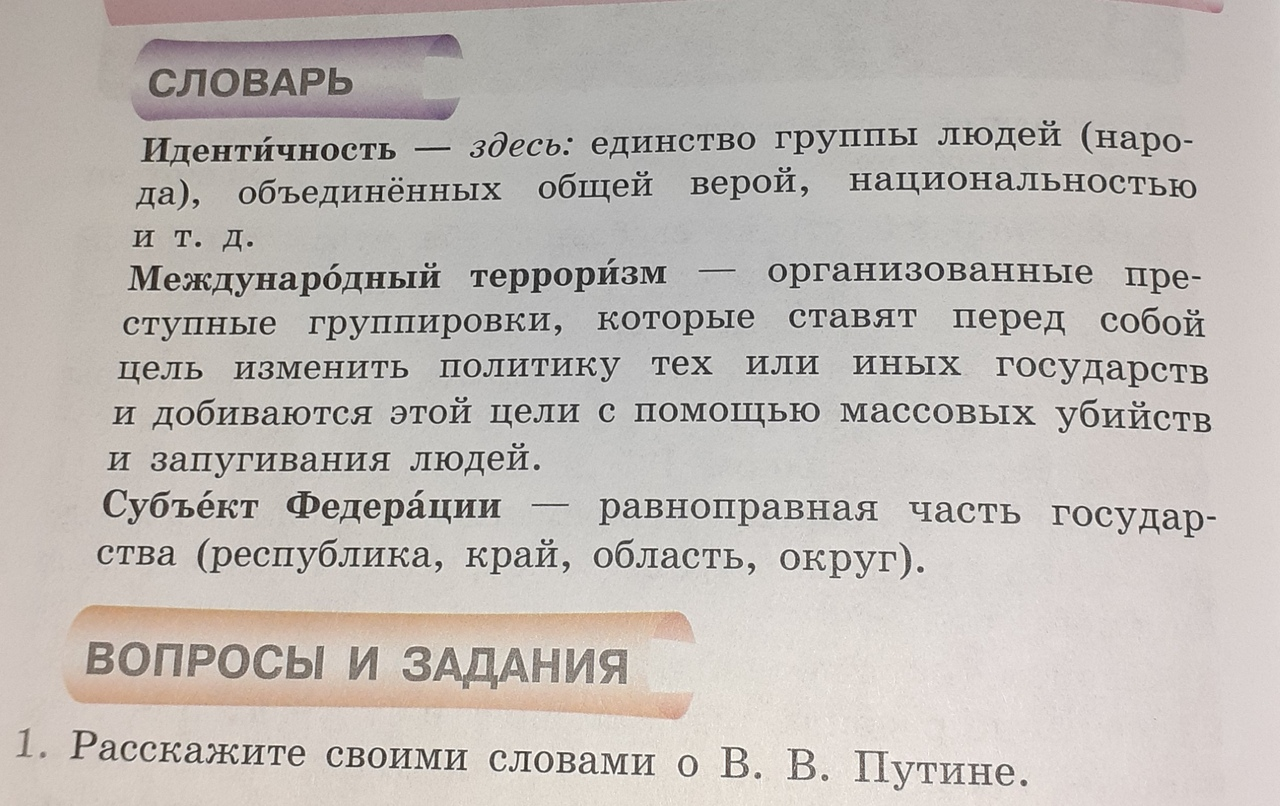 СЛОВАРЬ
Иденти́чность — здесь: единство группы людей (наро-
да), объединённых общей верой, национальностью
и т. д.
Междунаро́дный террори́зм — организованные пре-
ступные группировки, которые ставят перед собой
цель изменить политику тех или иных государств
и добиваются этой цели с помощью массовых убийств
и запугивания людей.
Субъе́кт Федера́ции — равноправная часть государ-
ства (республика, край, область, округ).
ВОПРОСЫ И ЗАДАНИЯ
1. Расскажите своими словами о В. В. Путине.